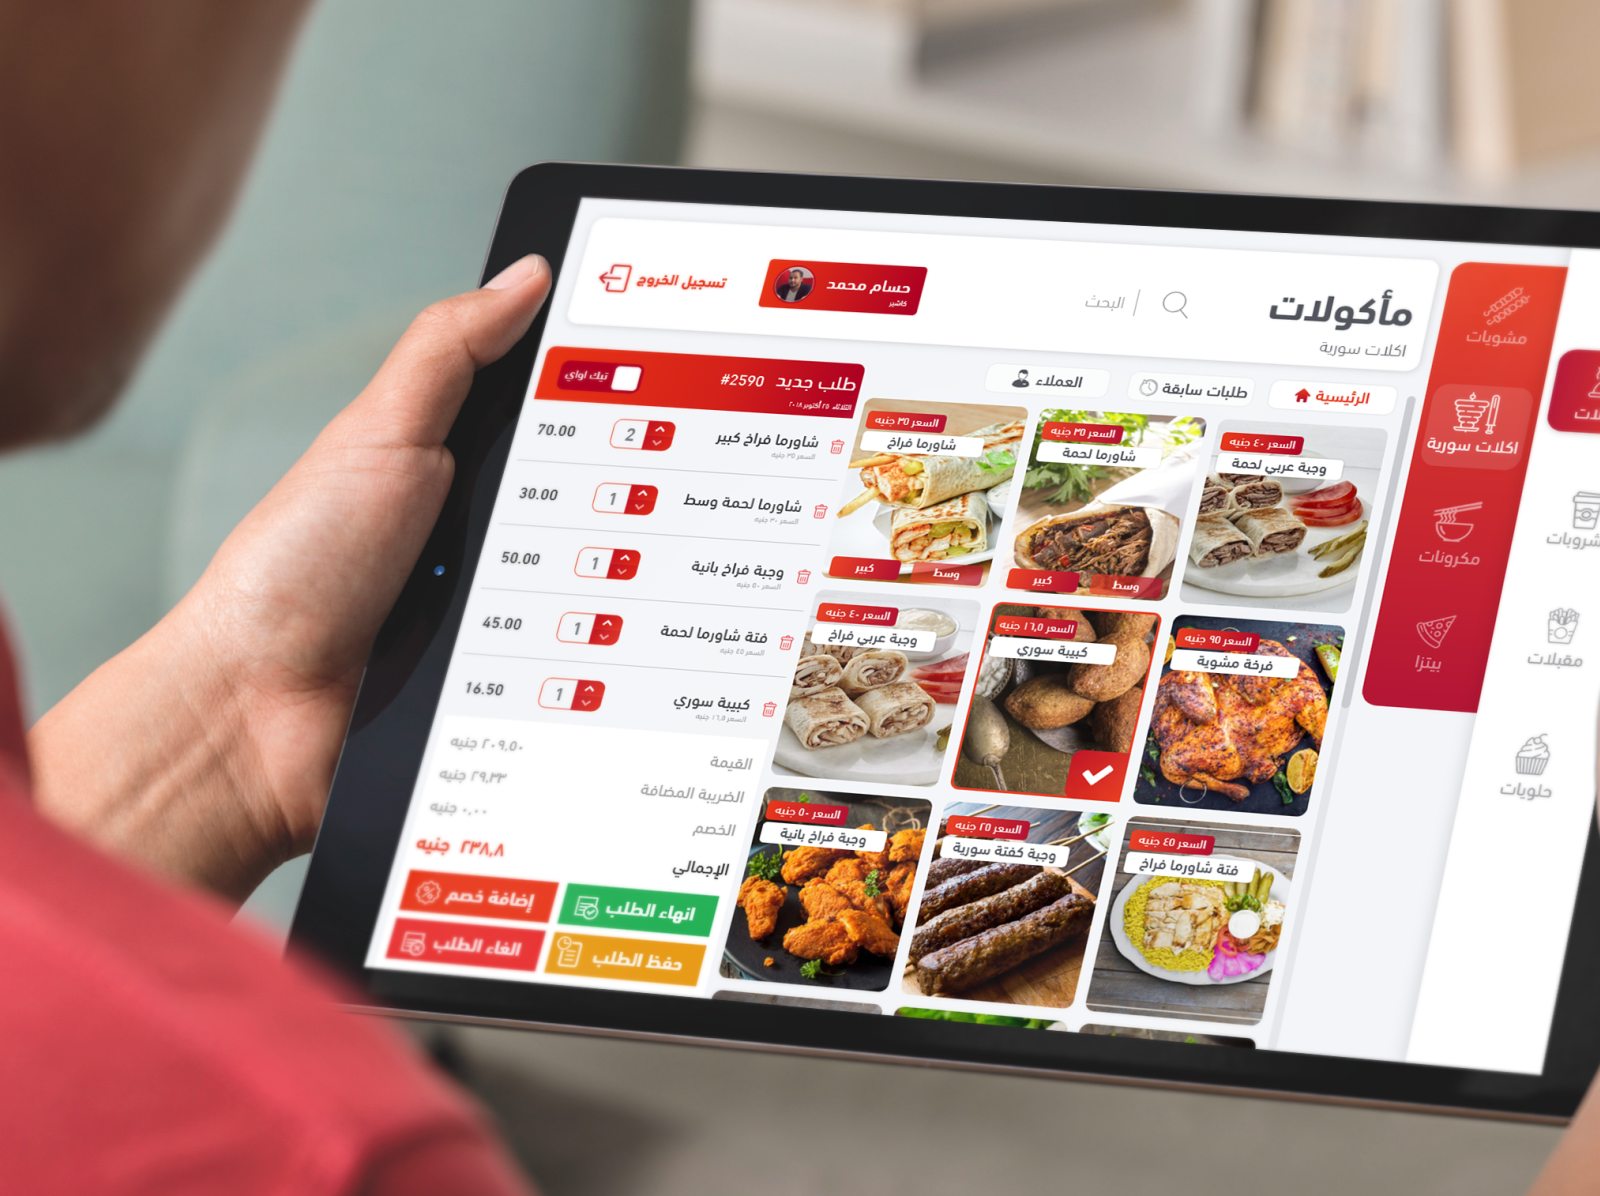 مأكولات
اكلات سورية
البحث
حسام محمد
كاشير
تسجيل الخروج
الرئيسية
طلبات سابقة
العملاء
مشويات
اكلات سورية
مكرونات
بيتزا
مقبلات
حلويات
السعر ٤٠ جنيه
وجبة عربي لحمة
السعر ٣٥ جنيه
شاورما لحمة
وسط
كبير
السعر ٣٥ جنيه
شاورما فراخ
وسط
كبير
السعر ٩٥ جنيه
فرخة مشوية
السعر ١٦,٥ جنيه
كبيبة سوري
السعر ٤٠ جنيه
وجبة عربي فراخ
السعر ٤٥ جنيه
فتة شاورما فراخ
السعر ٢٥ جنيه
وجبة كفتة سورية
السعر ٥٠ جنيه
وجبة فراخ بانية
طلب جديد #2590
الثلاثاء ٢٥ أكتوبر ٢٠١٨
تيك اواي
شاورما فراخ كبير 2 70.00
السعر ٣٥ جنيه
شاورما لحمة وسط 1 30.00
السعر ٣٠ جنيه
وجبة فراخ بانية 1 50.00
السعر ٥٠ جنيه
فتة شاورما لحمة 1 45.00
السعر ٤٥ جنيه
كبيبة سوري 1 16.50
السعر ١٦,٥ جنيه
القيمة ٢٠٩,٥٠ جنيه
الضريبة المضافة ٢٩,٣٣ جنيه
الخصم ٠,٠٠ جنيه
الإجمالي ٢٣٨,٨ جنيه
انهاء الطلب
إضافة خصم
حفظ الطلب
الغاء الطلب